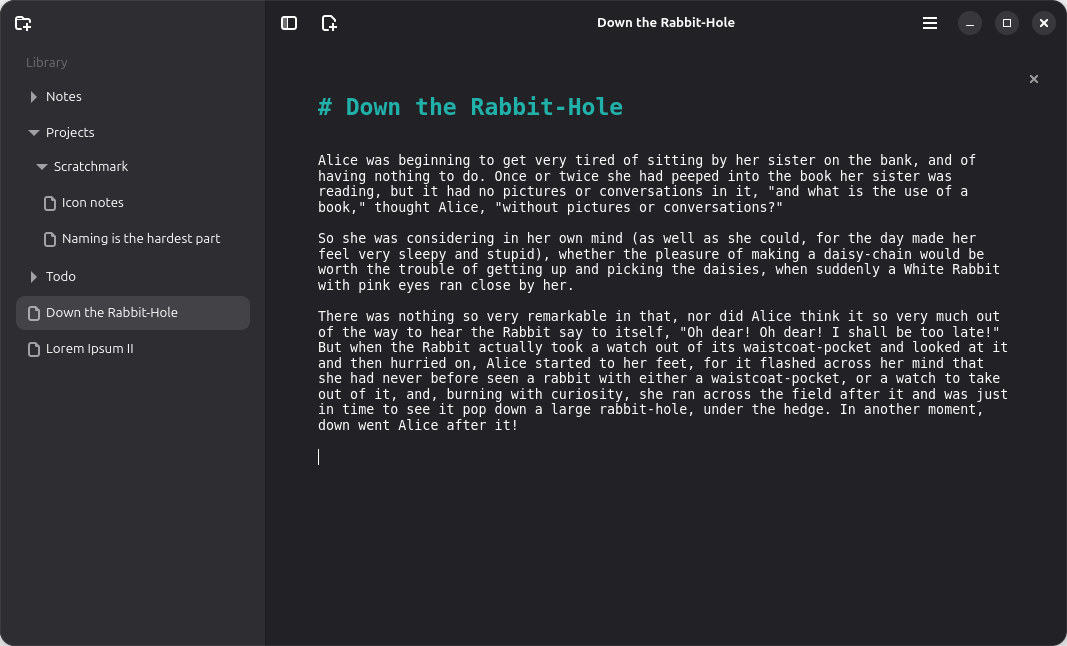 Down the Rabbit-Hole
Library
Notes
Projects
Scratchmark
Icon notes
Naming is the hardest part
Todo
Down the Rabbit-Hole
Lorem Ipsum II
# Down the Rabbit-Hole
Alice was beginning to get very tired of sitting by her sister on the bank, and of
having nothing to do. Once or twice she had peeped into the book her sister was
reading, but it had no pictures or conversations in it, "and what is the use of a
book," thought Alice, "without pictures or conversations?"
So she was considering in her own mind (as well as she could, for the day made her
feel very sleepy and stupid), whether the pleasure of making a daisy-chain would be
worth the trouble of getting up and picking the daisies, when suddenly a White Rabbit
with pink eyes ran close by her.
There was nothing so very remarkable in that, nor did Alice think it so very much out
of the way to hear the Rabbit say to itself, "Oh dear! Oh dear! I shall be too late!"
But when the Rabbit actually took a watch out of its waistcoat-pocket and looked at it
and then hurried on, Alice started to her feet, for it flashed across her mind that
she had never before seen a rabbit with either a waistcoat-pocket, or a watch to take
out of it, and, burning with curiosity, she ran across the field after it and was just
in time to see it pop down a large rabbit-hole, under the hedge. In another moment,
down went Alice after it!